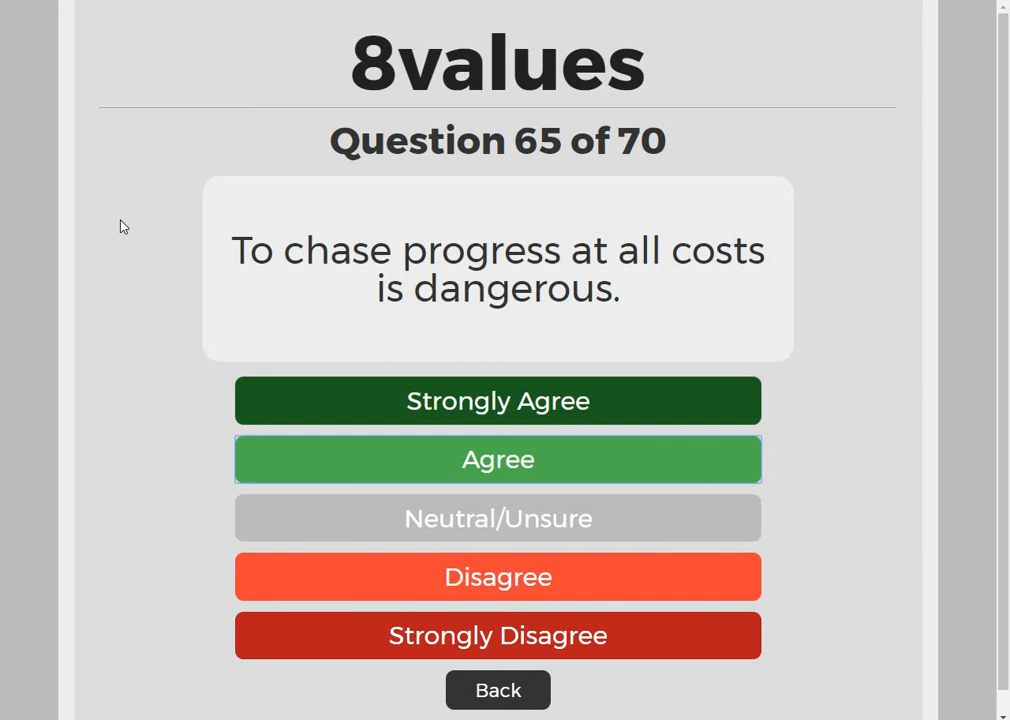 8values
Question 65 of 70
To chase progress at all costs
is dangerous.
Strongly Agree
Agree
Neutral/Unsure
Disagree
Strongly Disagree
Back